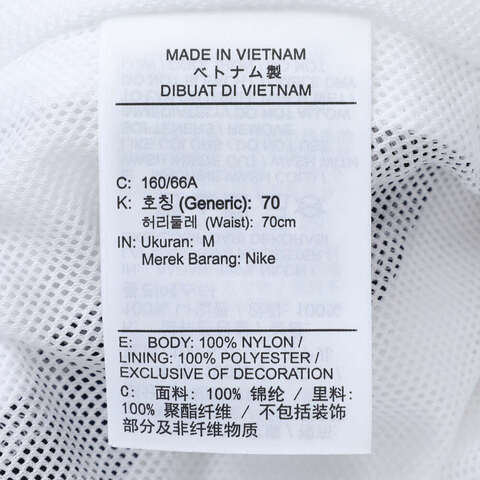 MADE IN VIETNAM
ベトナム製
DIBUAT DI VIETNAM
C: 160/66A
K: 호칭 (Generic): 70
허리둘레 (Waist): 70cm
IN: Ukuran: M
Merek Barang: Nike
E: BODY: 100% NYLON /
LINING: 100% POLYESTER /
EXCLUSIVE OF DECORATION
C: 面料: 100% 锦纶 / 里料:
100% 聚酯纤维 / 不包括装饰
部分及非纤维物质